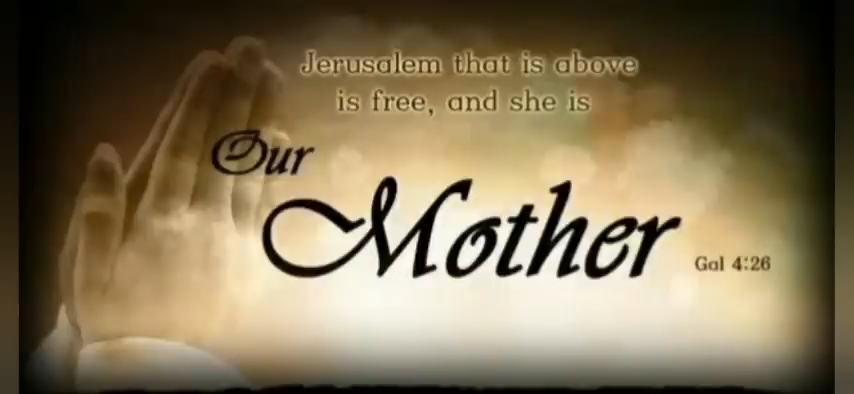 Jerusalem that is above
is free, and she is
Our
Mother
Gal 4:26